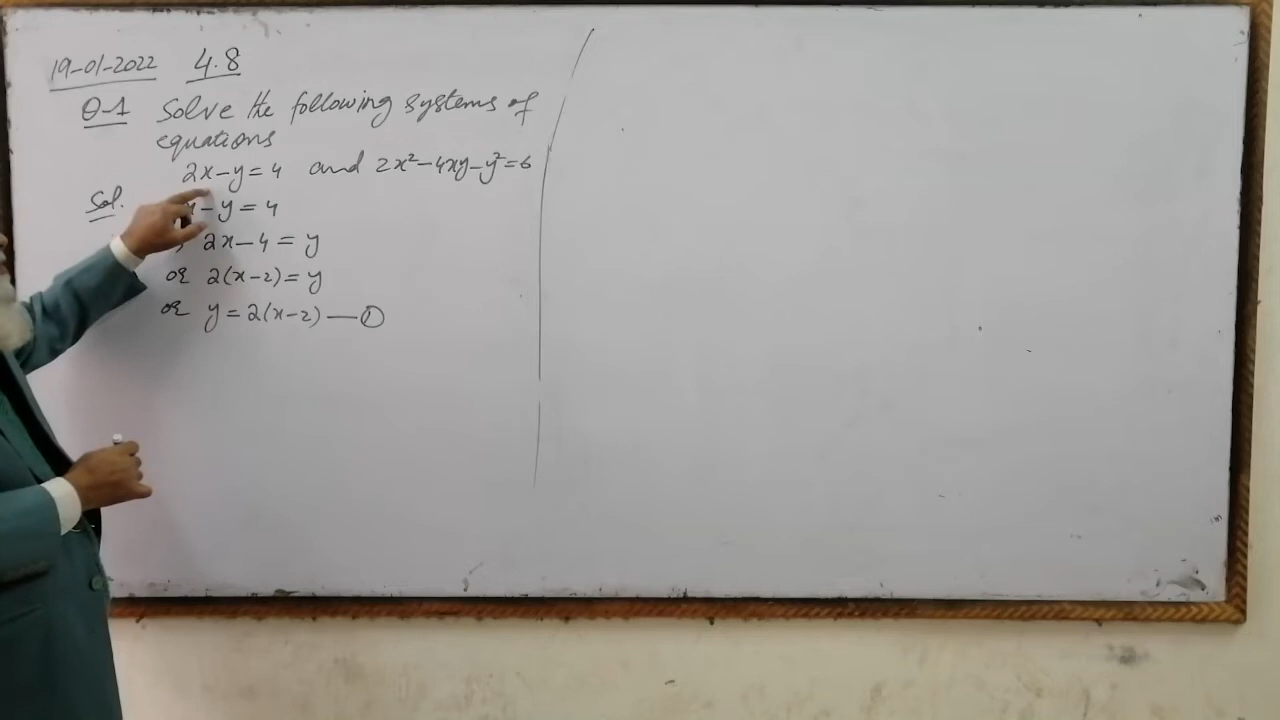 19-01-2022 4.8
Q-1 Solve the following systems of
equations
2x-y=4 and 2x²-4xy-y²=6
Sol. x-y=4
2x-4=y
or 2(x-2)=y
or y=2(x-2)—①